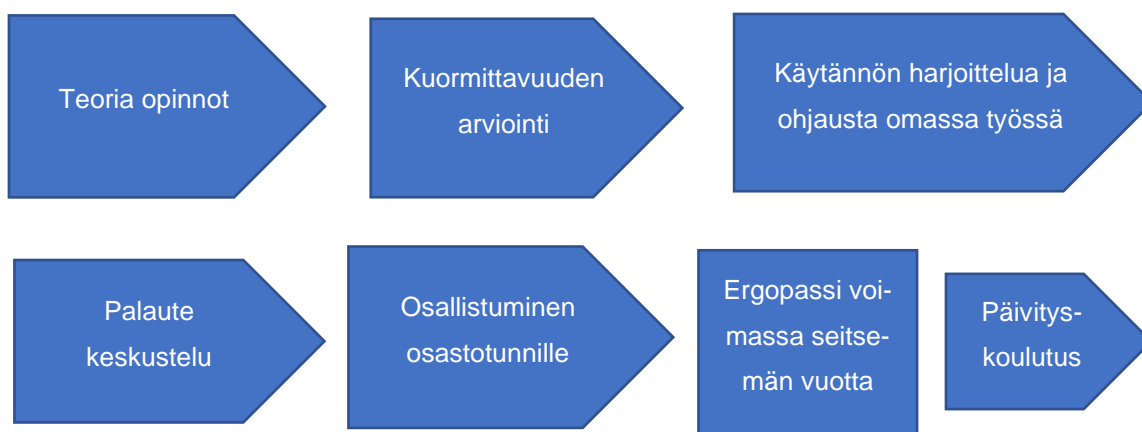 Teoria opinnot
Kuormittavuuden
arviointi
Käytännön harjoittelua ja
ohjausta omassa työssä
Palaute
keskustelu
Osallistuminen
osastotunnille
Ergopassi voi-
massa seitse-
män vuotta
Päivitys-
koulutus